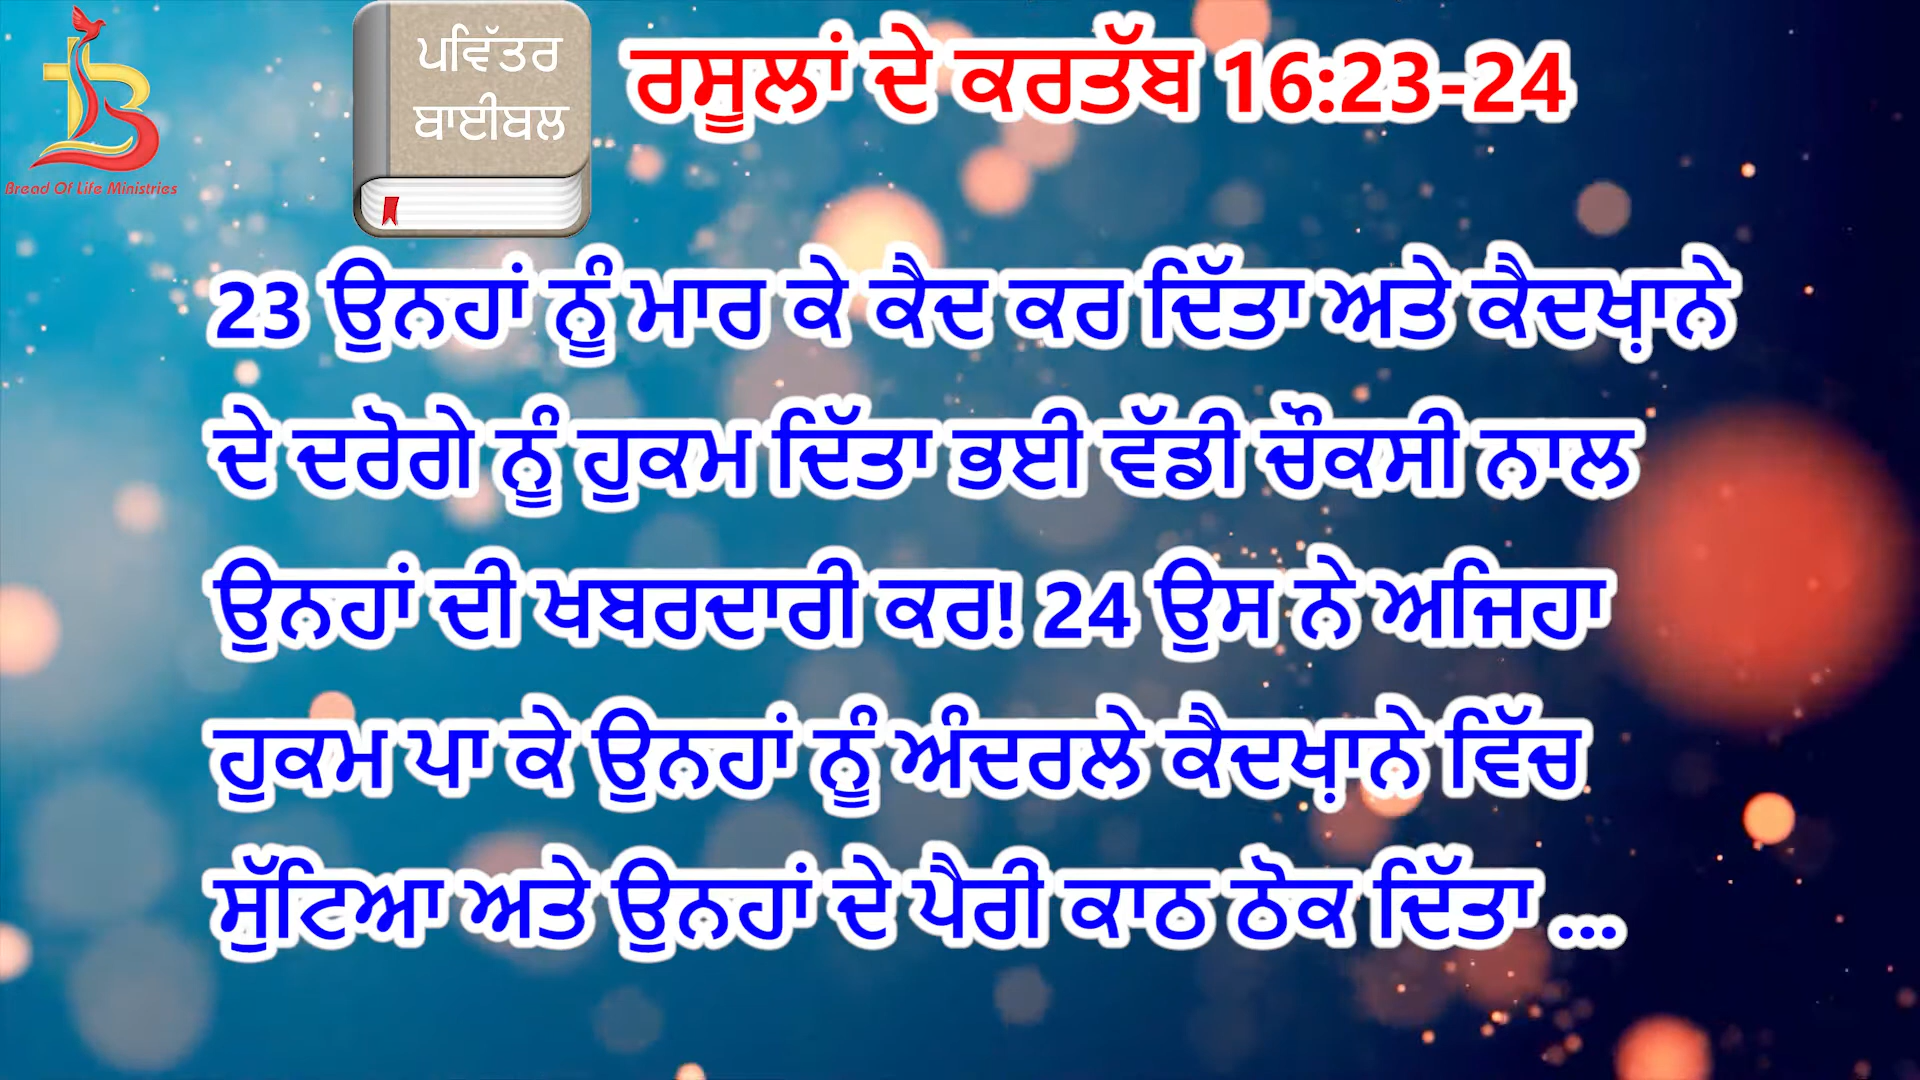 Bread Of Life Ministries
ਪਵਿੱਤਰ
ਬਾਈਬਲ
ਰਸੂਲਾਂ ਦੇ ਕਰਤੱਬ 16:23-24
23 ਉਨਹਾਂ ਨੂੰ ਮਾਰ ਕੇ ਕੈਦ ਕਰ ਦਿੱਤਾ ਅਤੇ ਕੈਦਖ਼ਾਨੇ
ਦੇ ਦਰੋਗੇ ਨੂੰ ਹੁਕਮ ਦਿੱਤਾ ਭਈ ਵੱਡੀ ਚੌਕਸੀ ਨਾਲ
ਉਨਹਾਂ ਦੀ ਖਬਰਦਾਰੀ ਕਰ! 24 ਉਸ ਨੇ ਅਜਿਹਾ
ਹੁਕਮ ਪਾ ਕੇ ਉਨਹਾਂ ਨੂੰ ਅੰਦਰਲੇ ਕੈਦਖ਼ਾਨੇ ਵਿੱਚ
ਸੁੱਟਿਆ ਅਤੇ ਉਨਹਾਂ ਦੇ ਪੈਰੀਂ ਕਾਠ ਠੋਕ ਦਿੱਤਾ ...